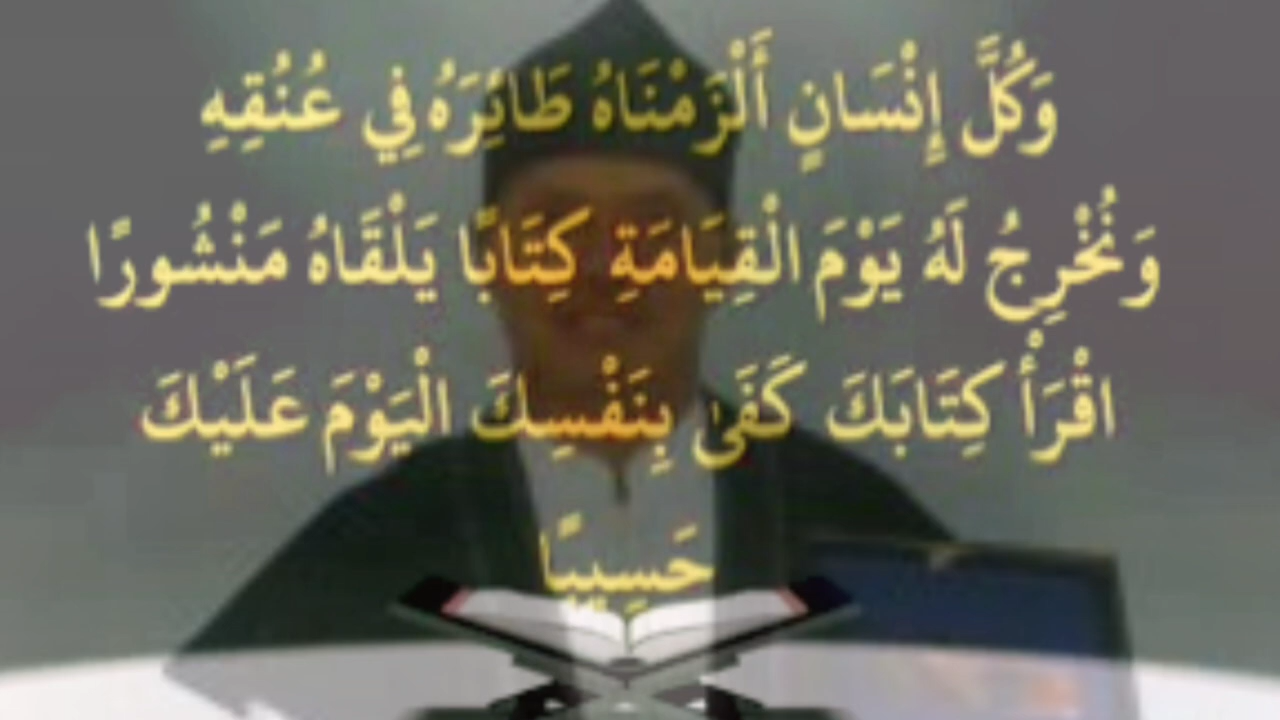 وَكُلَّ إِنْسَانٍ أَلْزَمْنَاهُ طَائِرَهُ فِي عُنُقِهِ
وَنُخْرِجُ لَهُ يَوْمَ الْقِيَامَةِ كِتَابًا يَلْقَاهُ مَنْشُورًا
اقْرَأْ كِتَابَكَ كَفَىٰ بِنَفْسِكَ الْيَوْمَ عَلَيْكَ
حَسِيبًا